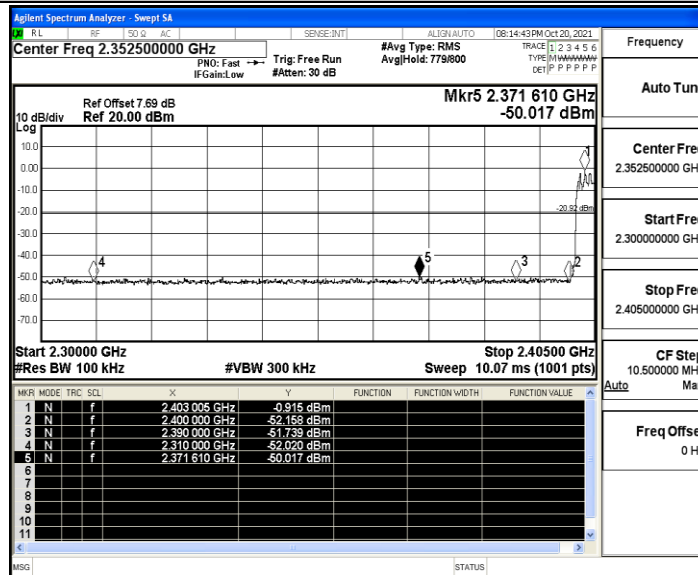 Agilent Spectrum Analyzer - Swept SA
RL RF 50 Ω AC SENSE:INT ALIGNAUTO 08:14:43 PM Oct 20, 2021
Center Freq 2.352500000 GHz
PNO: Fast
IFGain:Low
Trig: Free Run
#Atten: 30 dB
#Avg Type: RMS
Avg|Hold: 779/800
TRACE 1 2 3 4 5 6
TYPE
DET P P P P P P
Mkr5 2.371 610 GHz
-50.017 dBm
Ref Offset 7.69 dB
10 dB/div Ref 20.00 dBm
Log
10.0
0.00
-10.0
-20.0
-30.0
-40.0
-50.0
-60.0
-70.0
1
-20.92 dBm
4
5
3
2
Start 2.30000 GHz Stop 2.40500 GHz
#Res BW 100 kHz #VBW 300 kHz Sweep 10.07 ms (1001 pts)
MKR MODE TRC SCL X Y FUNCTION FUNCTION WIDTH FUNCTION VALUE
1 N f 2.403 005 GHz -0.915 dBm
2 N f 2.400 000 GHz -52.158 dBm
3 N f 2.390 000 GHz -51.739 dBm
4 N f 2.310 000 GHz -52.020 dBm
5 N f 2.371 610 GHz -50.017 dBm
6
7
8
9
10
11
MSG STATUS
Frequency
Auto Tun
Center Fre
2.352500000 GH
Start Fre
2.300000000 GH
Stop Fre
2.405000000 GH
CF Step
10.500000 MH
Auto Ma
Freq Offse
0 H